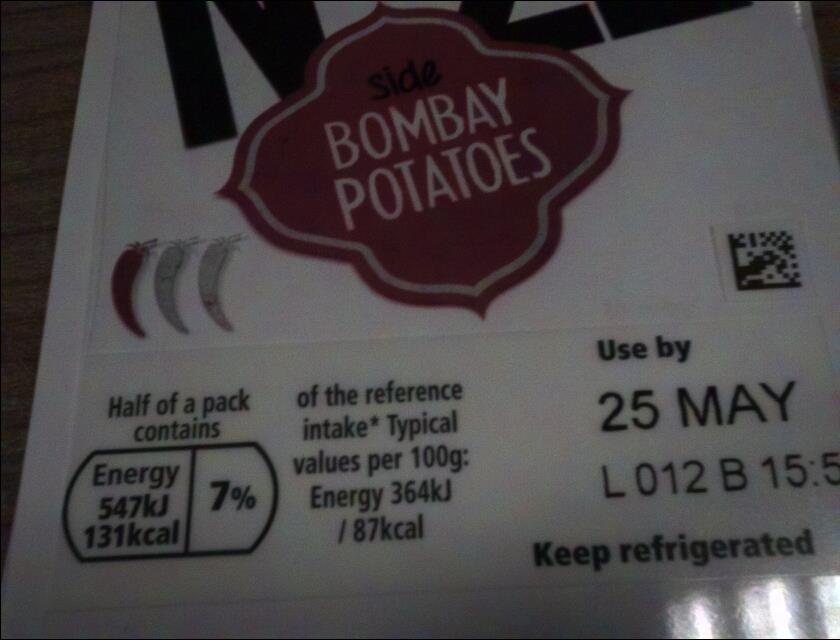 side
BOMBAY
POTATOES
Use by
25 MAY
L 012 B 15:5
Keep refrigerated
Half of a pack
contains
Energy
547kJ
131kcal
7%
of the reference
intake* Typical
values per 100g:
Energy 364kJ
/ 87kcal